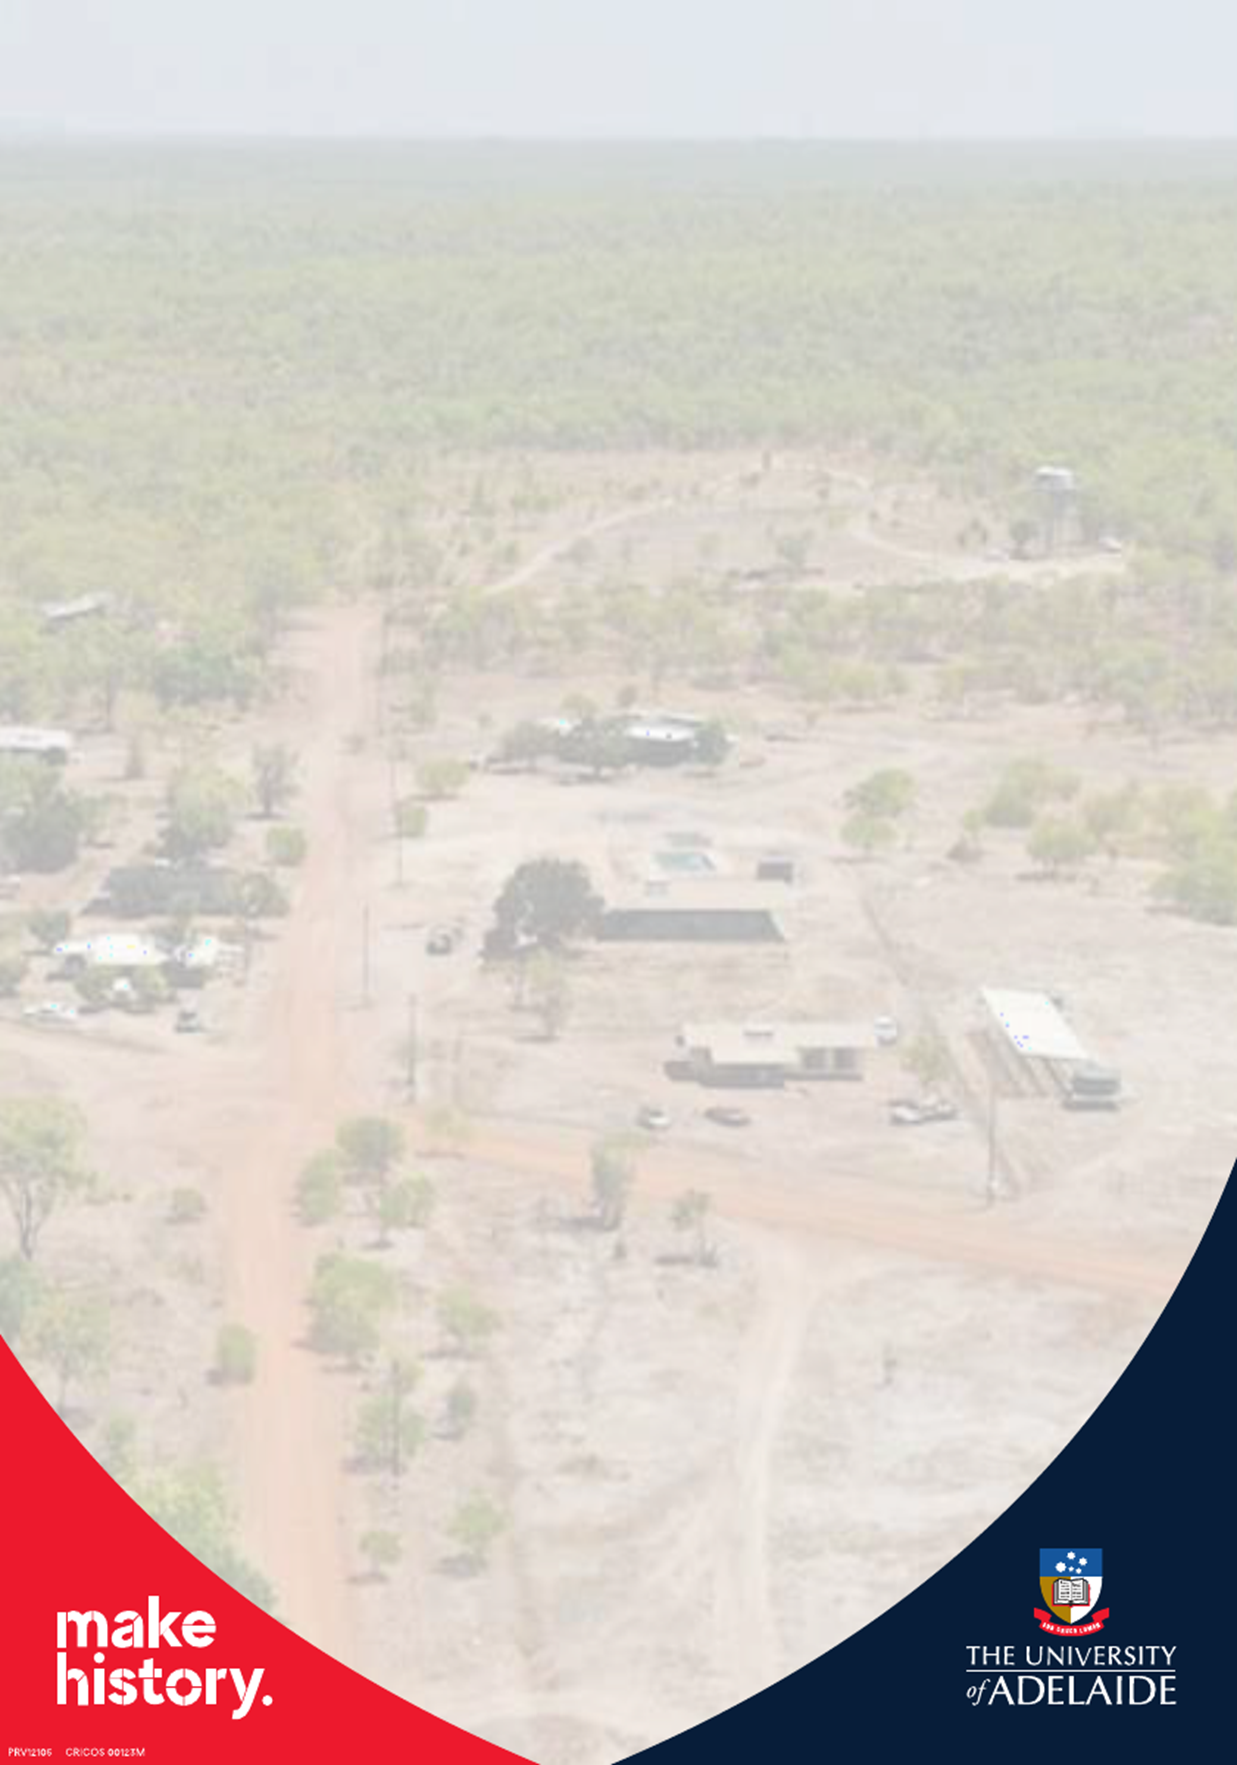 make
history.
THE UNIVERSITY
of ADELAIDE
PRV12105 CRICOS 00123M